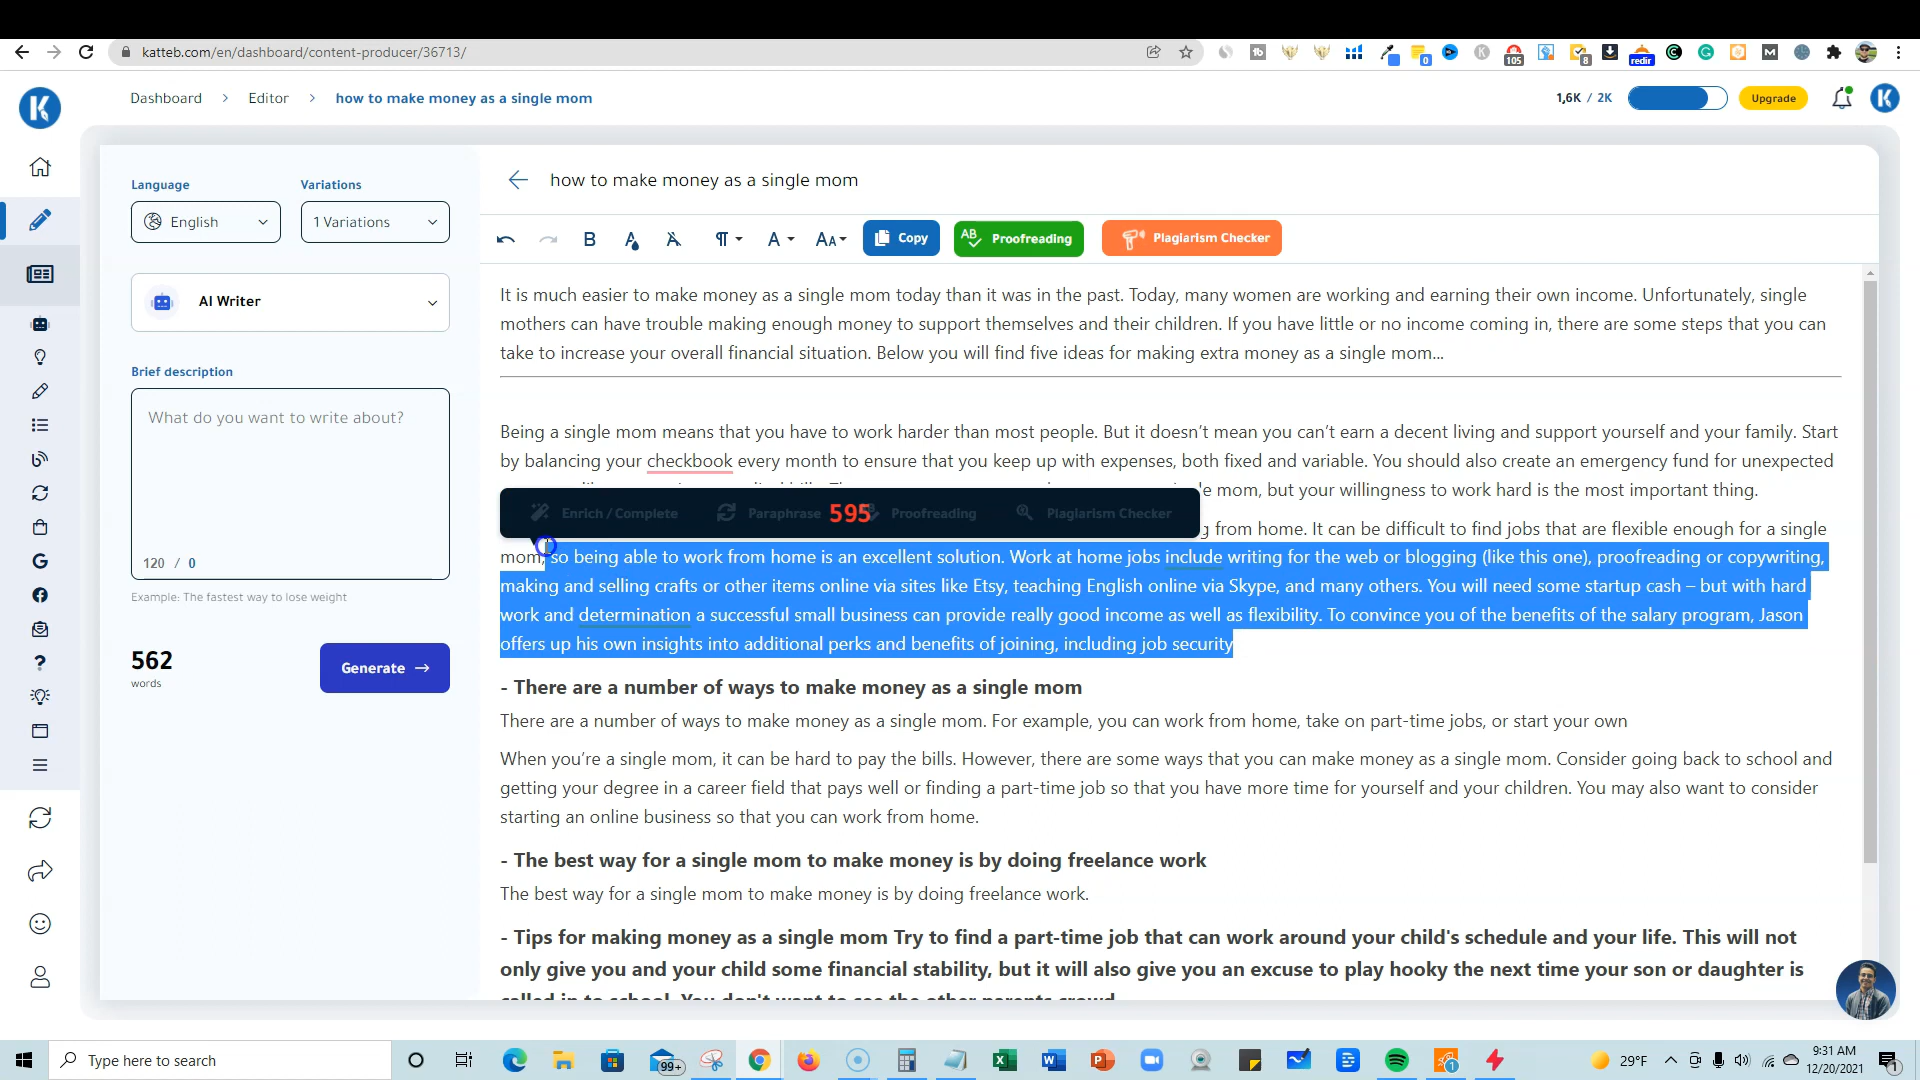 katteb.com/en/dashboard/content-producer/36713/
0
105
8
redir
Dashboard > Editor > how to make money as a single mom
1,6K / 2K
Upgrade
Language
Variations
English
1 Variations
AI Writer
Brief description
What do you want to write about?
120 / 0
Example: The fastest way to lose weight
562
words
Generate →
how to make money as a single mom
Copy
Proofreading
Plagiarism Checker
It is much easier to make money as a single mom today than it was in the past. Today, many women are working and earning their own income. Unfortunately, single
mothers can have trouble making enough money to support themselves and their children. If you have little or no income coming in, there are some steps that you can
take to increase your overall financial situation. Below you will find five ideas for making extra money as a single mom...
Being a single mom means that you have to work harder than most people. But it doesn't mean you can't earn a decent living and support yourself and your family. Start
by balancing your checkbook every month to ensure that you keep up with expenses, both fixed and variable. You should also create an emergency fund for unexpected
mom, but your willingness to work hard is the most important thing.
Enrich / Complete
Paraphrase
595
Proofreading
Plagiarism Checker
from home. It can be difficult to find jobs that are flexible enough for a single
mom, so being able to work from home is an excellent solution. Work at home jobs include writing for the web or blogging (like this one), proofreading or copywriting,
making and selling crafts or other items online via sites like Etsy, teaching English online via Skype, and many others. You will need some startup cash – but with hard
work and determination a successful small business can provide really good income as well as flexibility. To convince you of the benefits of the salary program, Jason
offers up his own insights into additional perks and benefits of joining, including job security
- There are a number of ways to make money as a single mom
There are a number of ways to make money as a single mom. For example, you can work from home, take on part-time jobs, or start your own
When you're a single mom, it can be hard to pay the bills. However, there are some ways that you can make money as a single mom. Consider going back to school and
getting your degree in a career field that pays well or finding a part-time job so that you have more time for yourself and your children. You may also want to consider
starting an online business so that you can work from home.
- The best way for a single mom to make money is by doing freelance work
The best way for a single mom to make money is by doing freelance work.
- Tips for making money as a single mom Try to find a part-time job that can work around your child's schedule and your life. This will not
only give you and your child some financial stability, but it will also give you an excuse to play hooky the next time your son or daughter is
called in to school. You don't want to see the other parents crowd
Type here to search
99+
1
29°F
9:31 AM
12/20/2021
1